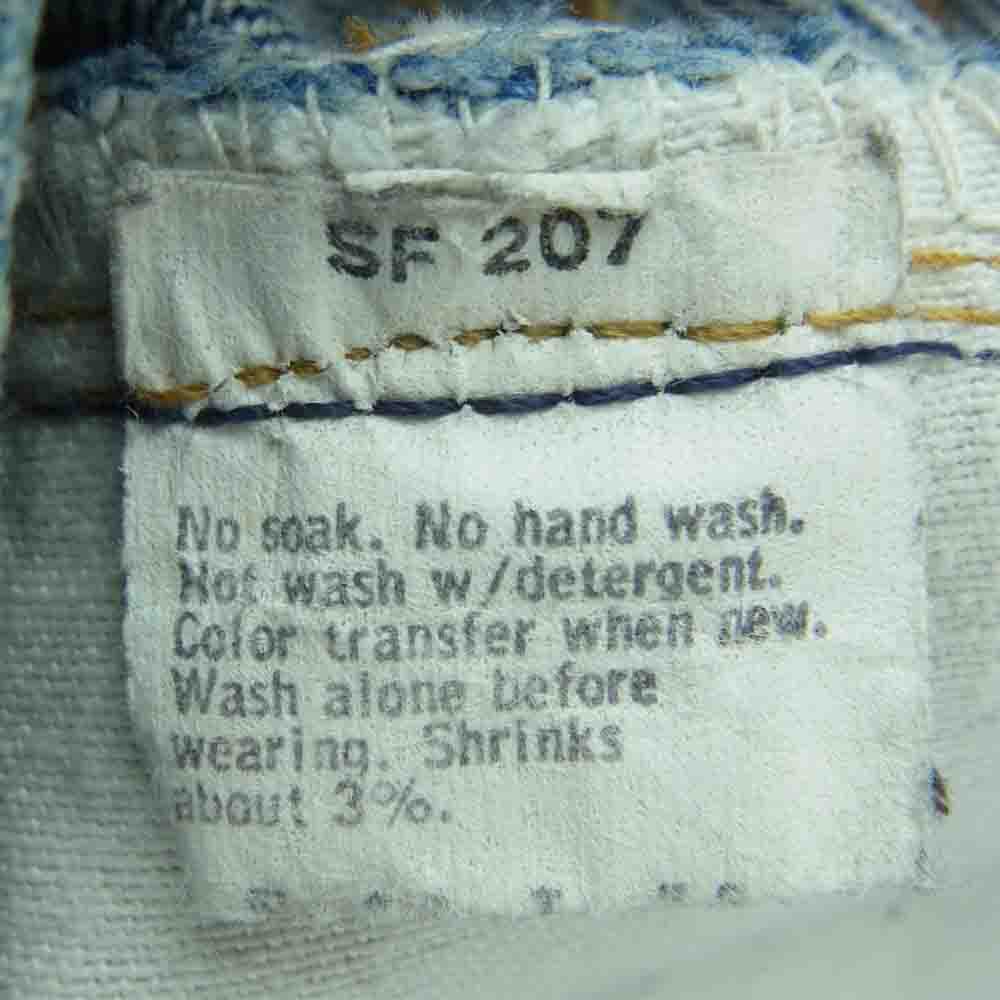 SF 207
No soak. No hand wash.
Hot wash w/detergent.
Color transfer when new.
Wash alone before
wearing. Shrinks
about 3%.